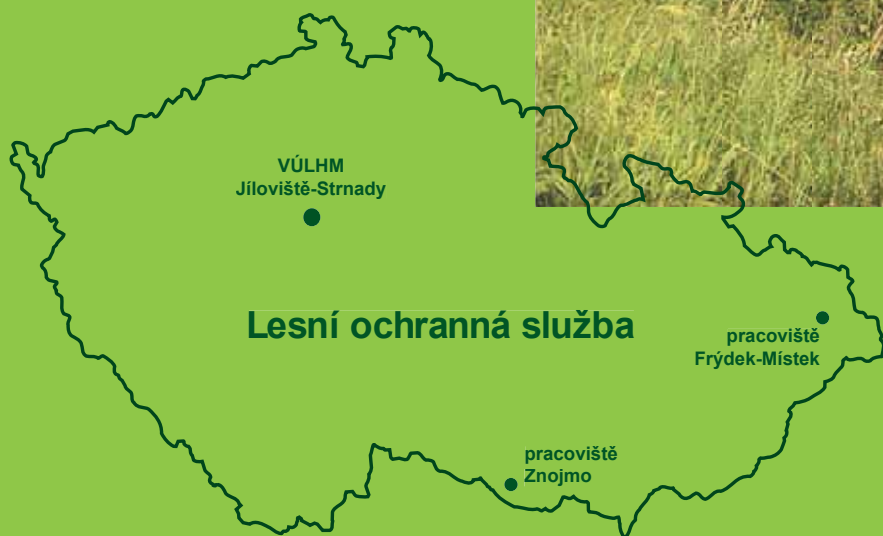 VÚLHM
Jíloviště-Strnady
Lesní ochranná služba
pracoviště
Frýdek-Místek
pracoviště
Znojmo